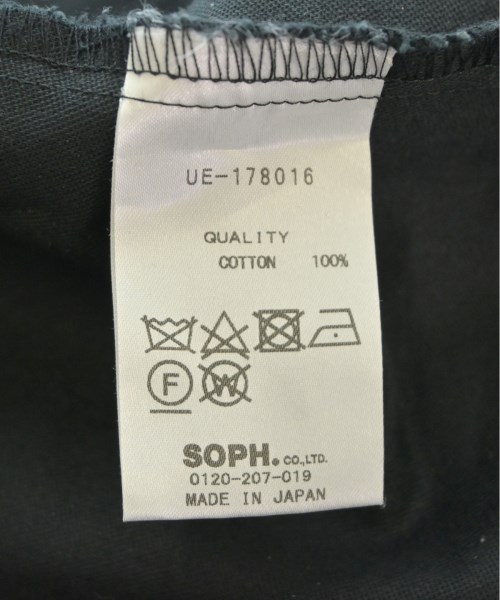 UE-178016
QUALITY
COTTON 100%
F W
SOPH. CO.,LTD.
0120-207-019
MADE IN JAPAN